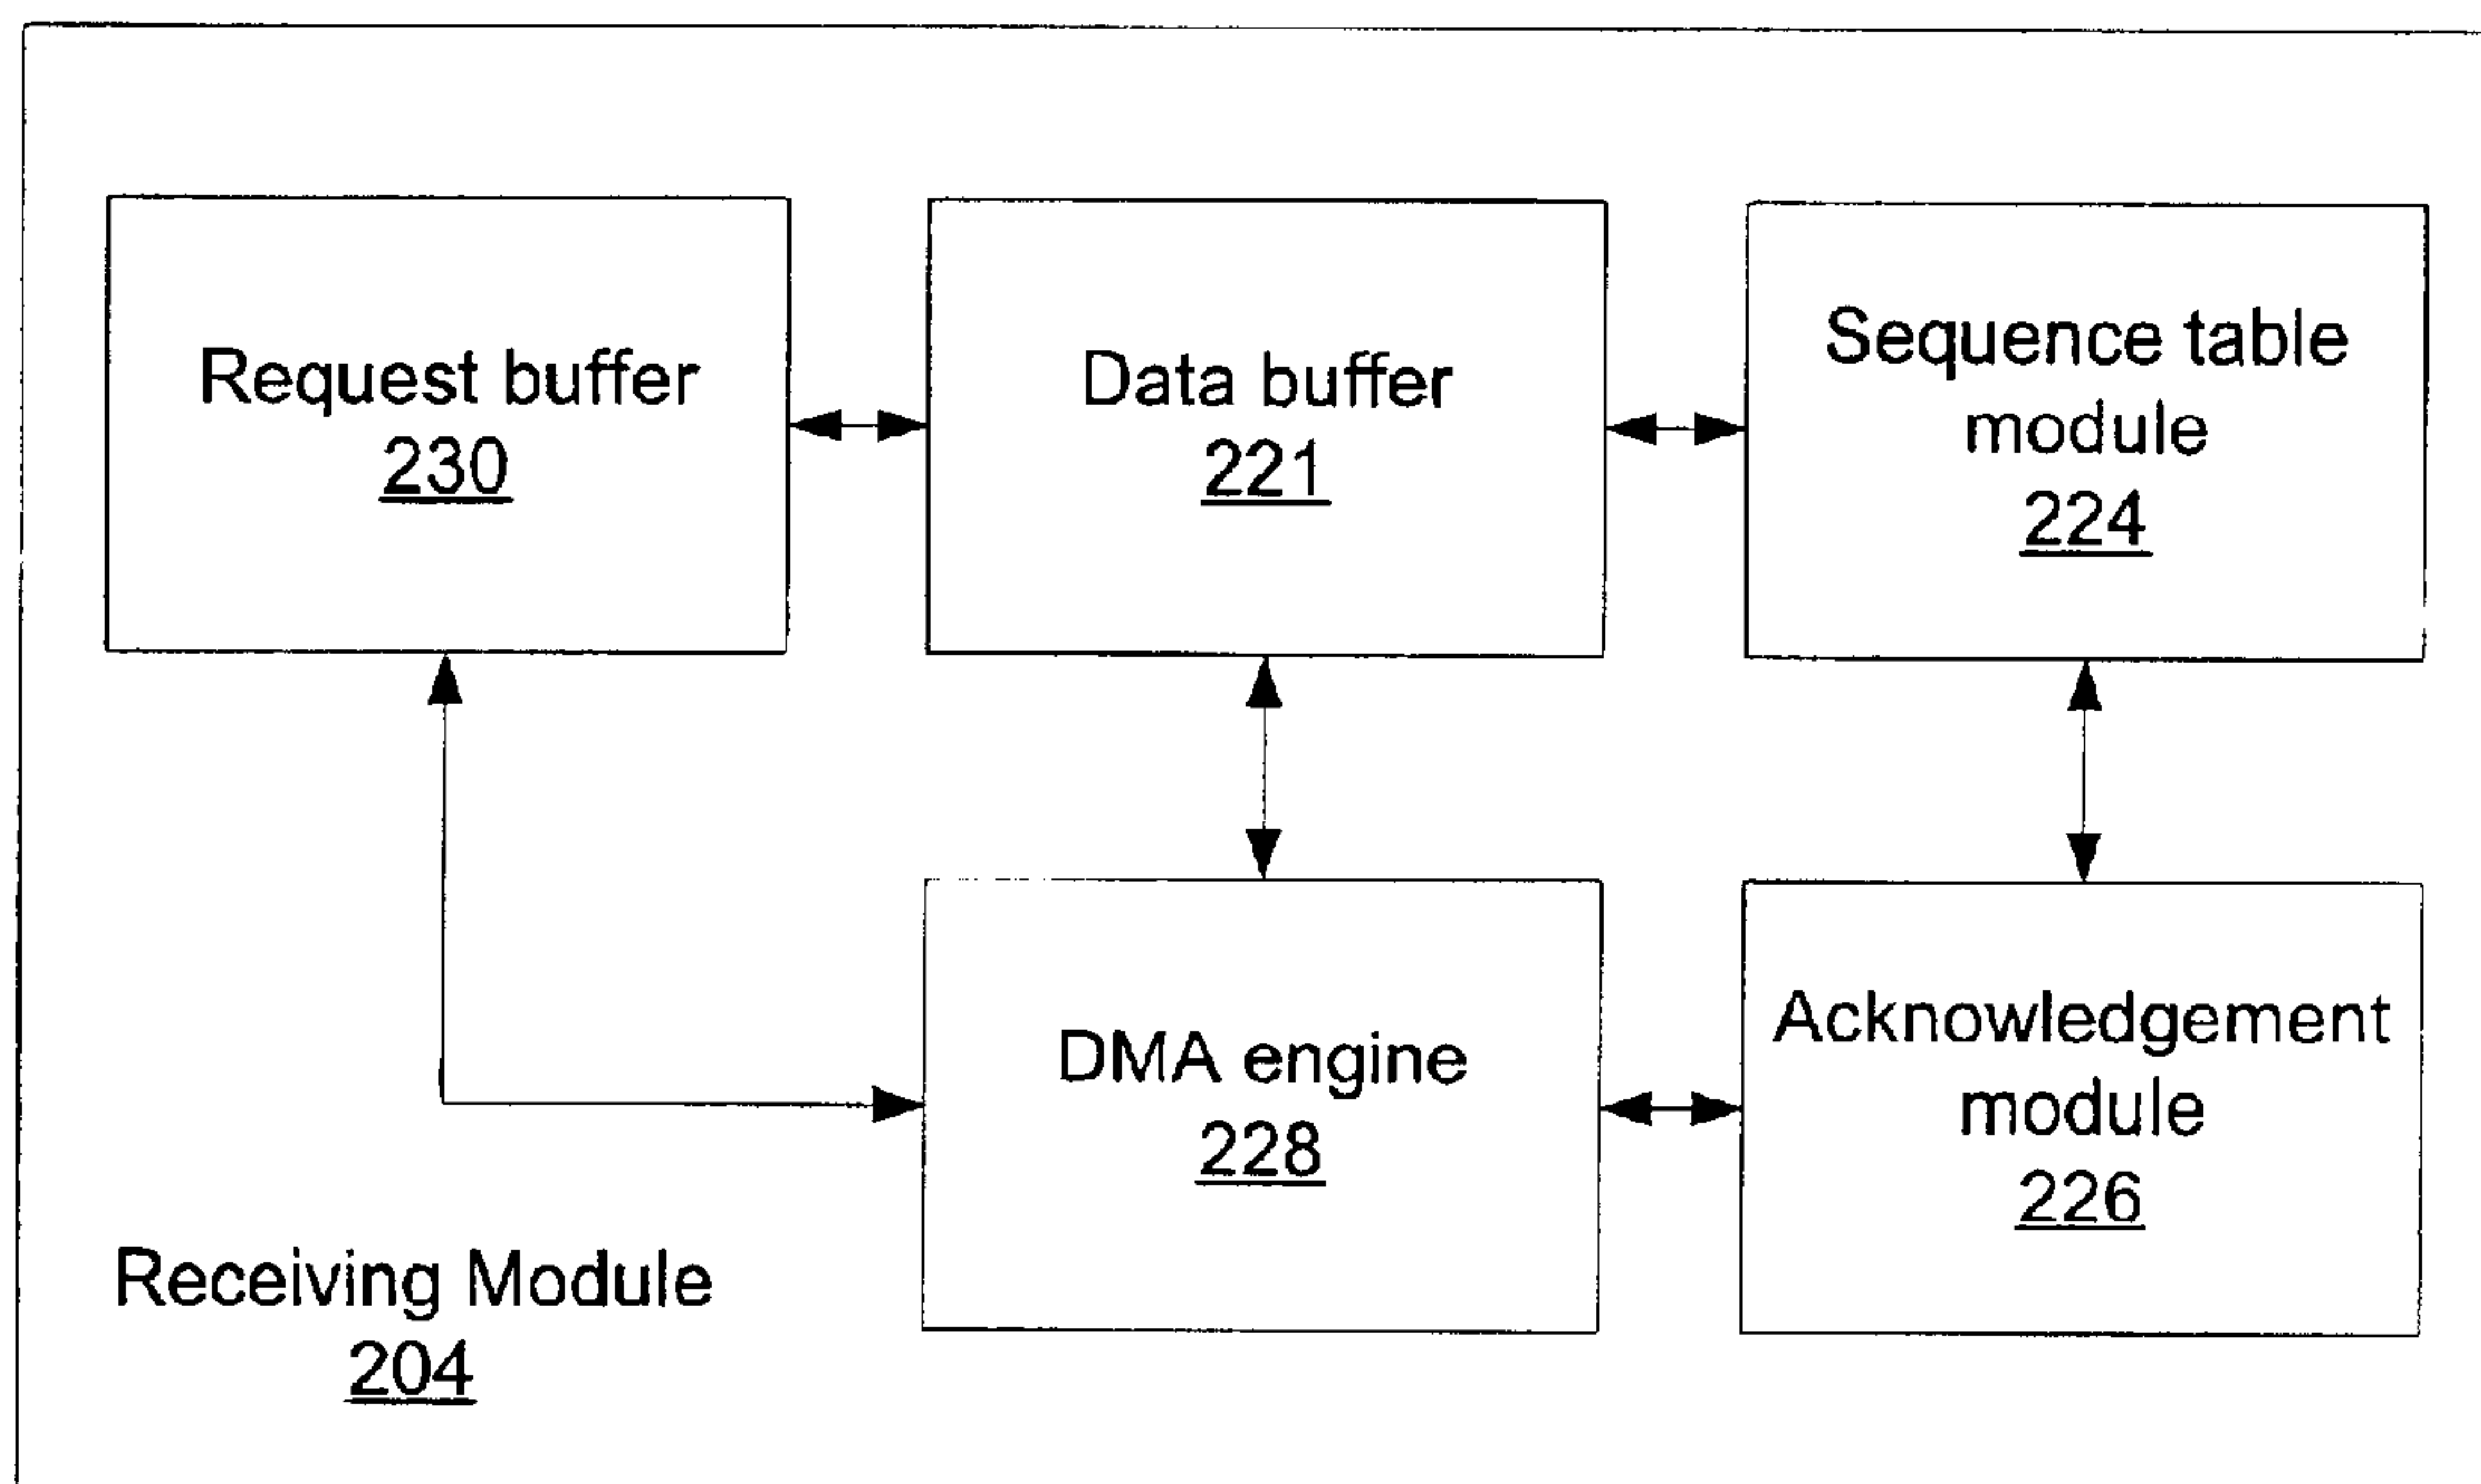 Request buffer
230
Data buffer
221
Sequence table
module
224
DMA engine
228
Acknowledgement
module
226
Receiving Module
204